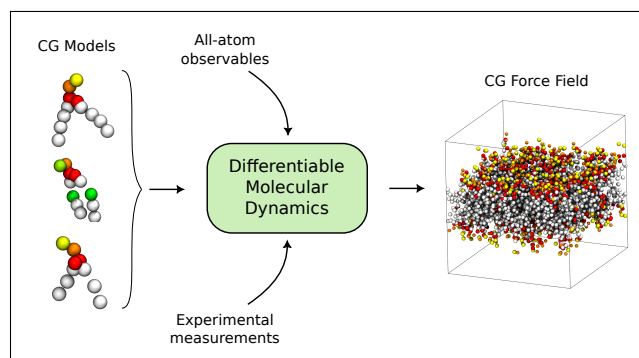 CG Models
All-atom
observables
Differentiable
Molecular
Dynamics
Experimental
measurements
CG Force Field